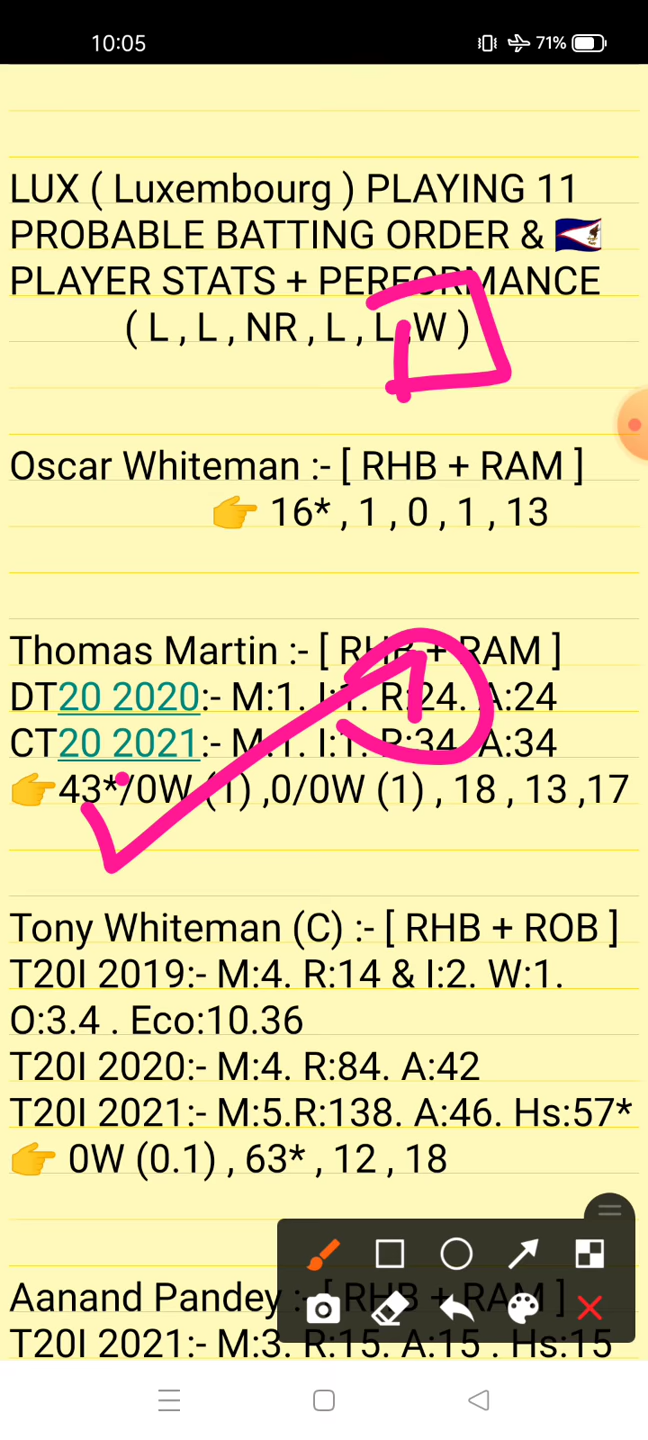 10:05
71%
LUX ( Luxembourg ) PLAYING 11
PROBABLE BATTING ORDER & 🇦🇸
PLAYER STATS + PERFORMANCE
( L , L , NR , L , L ,W )
Oscar Whiteman :- [ RHB + RAM ]
👉 16* , 1 , 0 , 1 , 13
Thomas Martin :- [ RHB + RAM ]
DT20 2020:- M:1. I:1. R:24. A:24
CT20 2021:- M:1. I:1. R:34. A:34
👉43*/0W (1) ,0/0W (1) , 18 , 13 ,17
Tony Whiteman (C) :- [ RHB + ROB ]
T20I 2019:- M:4. R:14 & I:2. W:1.
O:3.4 . Eco:10.36
T20I 2020:- M:4. R:84. A:42
T20I 2021:- M:5.R:138. A:46. Hs:57*
👉 0W (0.1) , 63* , 12 , 18
Aanand Pandey :- [ RHB + RAM ]
T20I 2021:- M:3. R:15. A:15 . Hs:15